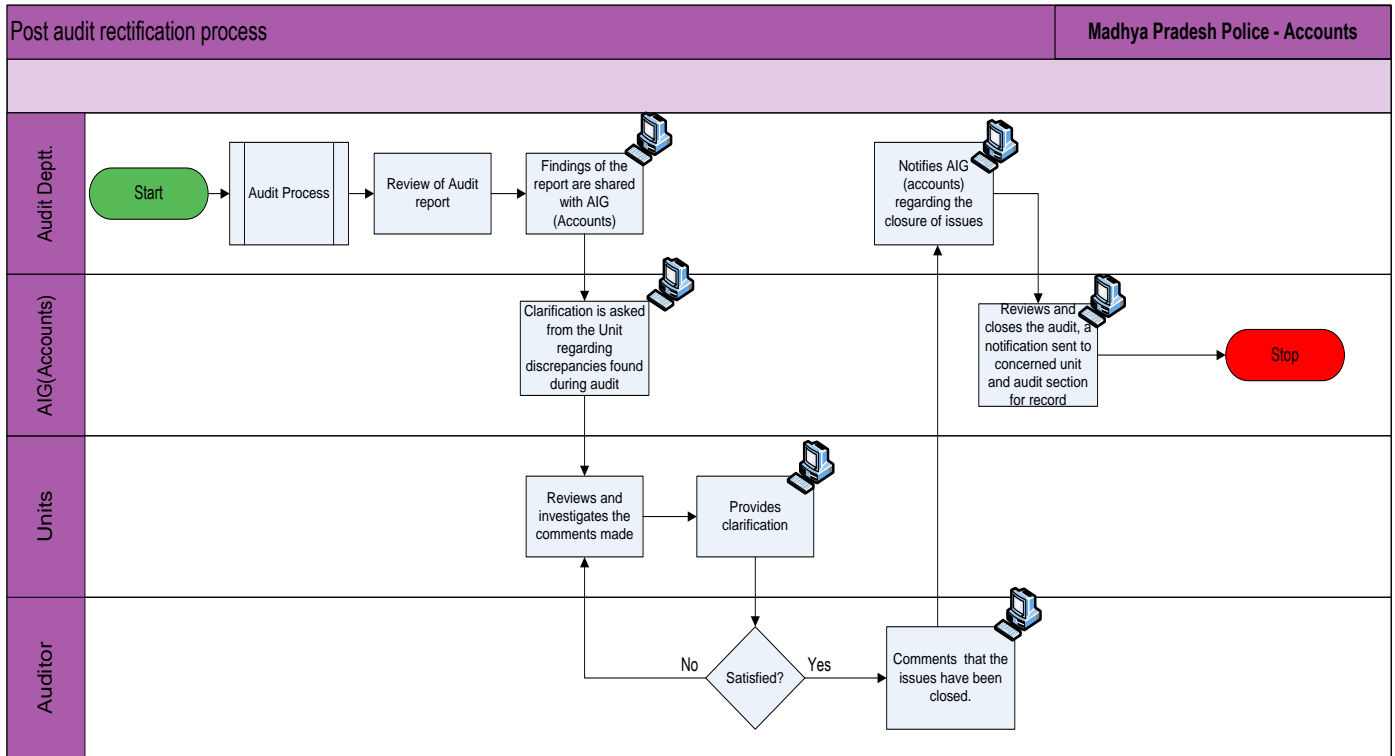 Post audit rectification process
Madhya Pradesh Police - Accounts
Audit Deptt.
Start
Audit Process
Review of Audit
report
Findings of the
report are shared
with AIG
(Accounts)
Notifies AIG
(accounts)
regarding the
closure of issues
AIG(Accounts)
Clarification is asked
from the Unit
regarding
discrepancies found
during audit
Reviews and
closes the audit, a
notification sent to
concerned unit
and audit section
for record
Stop
Units
Reviews and
investigates the
comments made
Provides
clarification
Auditor
No
Satisfied?
Yes
Comments that the
issues have been
closed.